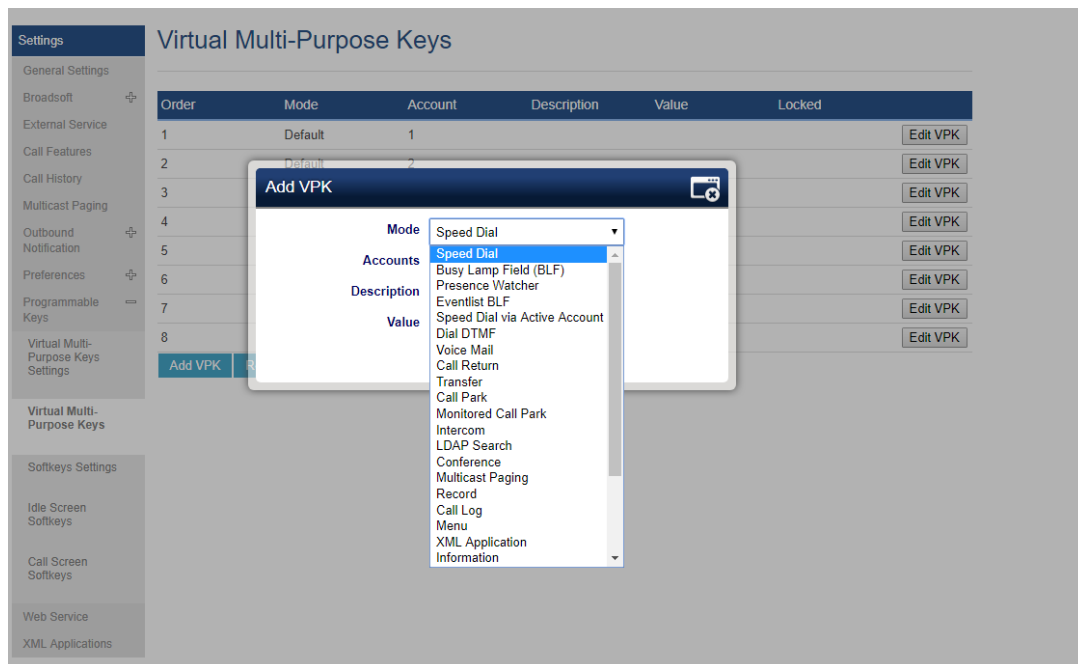 Settings
General Settings
Broadsoft
External Service
Call Features
Call History
Multicast Paging
Outbound
Notification
Preferences
Programmable
Keys
Virtual Multi-
Purpose Keys
Settings
Virtual Multi-
Purpose Keys
Softkeys Settings
Idle Screen
Softkeys
Call Screen
Softkeys
Web Service
XML Applications
Virtual Multi-Purpose Keys
Order Mode Account Description Value Locked
1 Default 1 Edit VPK
2 Default 2 Edit VPK
3 Edit VPK
4 Edit VPK
5 Edit VPK
6 Edit VPK
7 Edit VPK
8 Edit VPK
Add VPK
Add VPK
Mode Speed Dial
Accounts
Description
Value
Speed Dial
Busy Lamp Field (BLF)
Presence Watcher
Eventlist BLF
Speed Dial via Active Account
Dial DTMF
Voice Mail
Call Return
Transfer
Call Park
Monitored Call Park
Intercom
LDAP Search
Conference
Multicast Paging
Record
Call Log
Menu
XML Application
Information